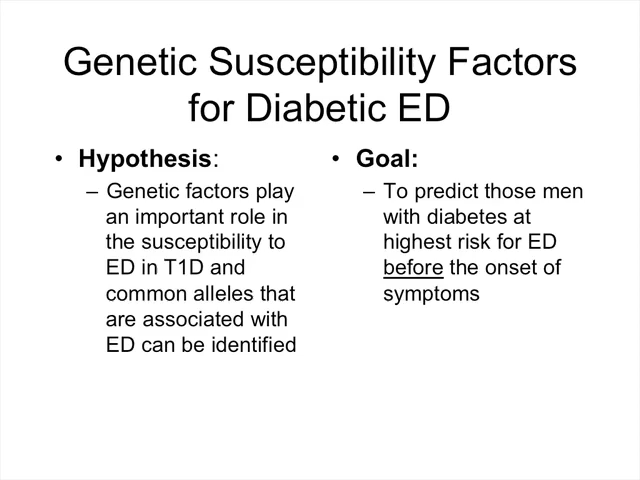 Genetic Susceptibility Factors
for Diabetic ED
• Hypothesis:
– Genetic factors play
an important role in
the susceptibility to
ED in T1D and
common alleles that
are associated with
ED can be identified
• Goal:
– To predict those men
with diabetes at
highest risk for ED
before the onset of
symptoms